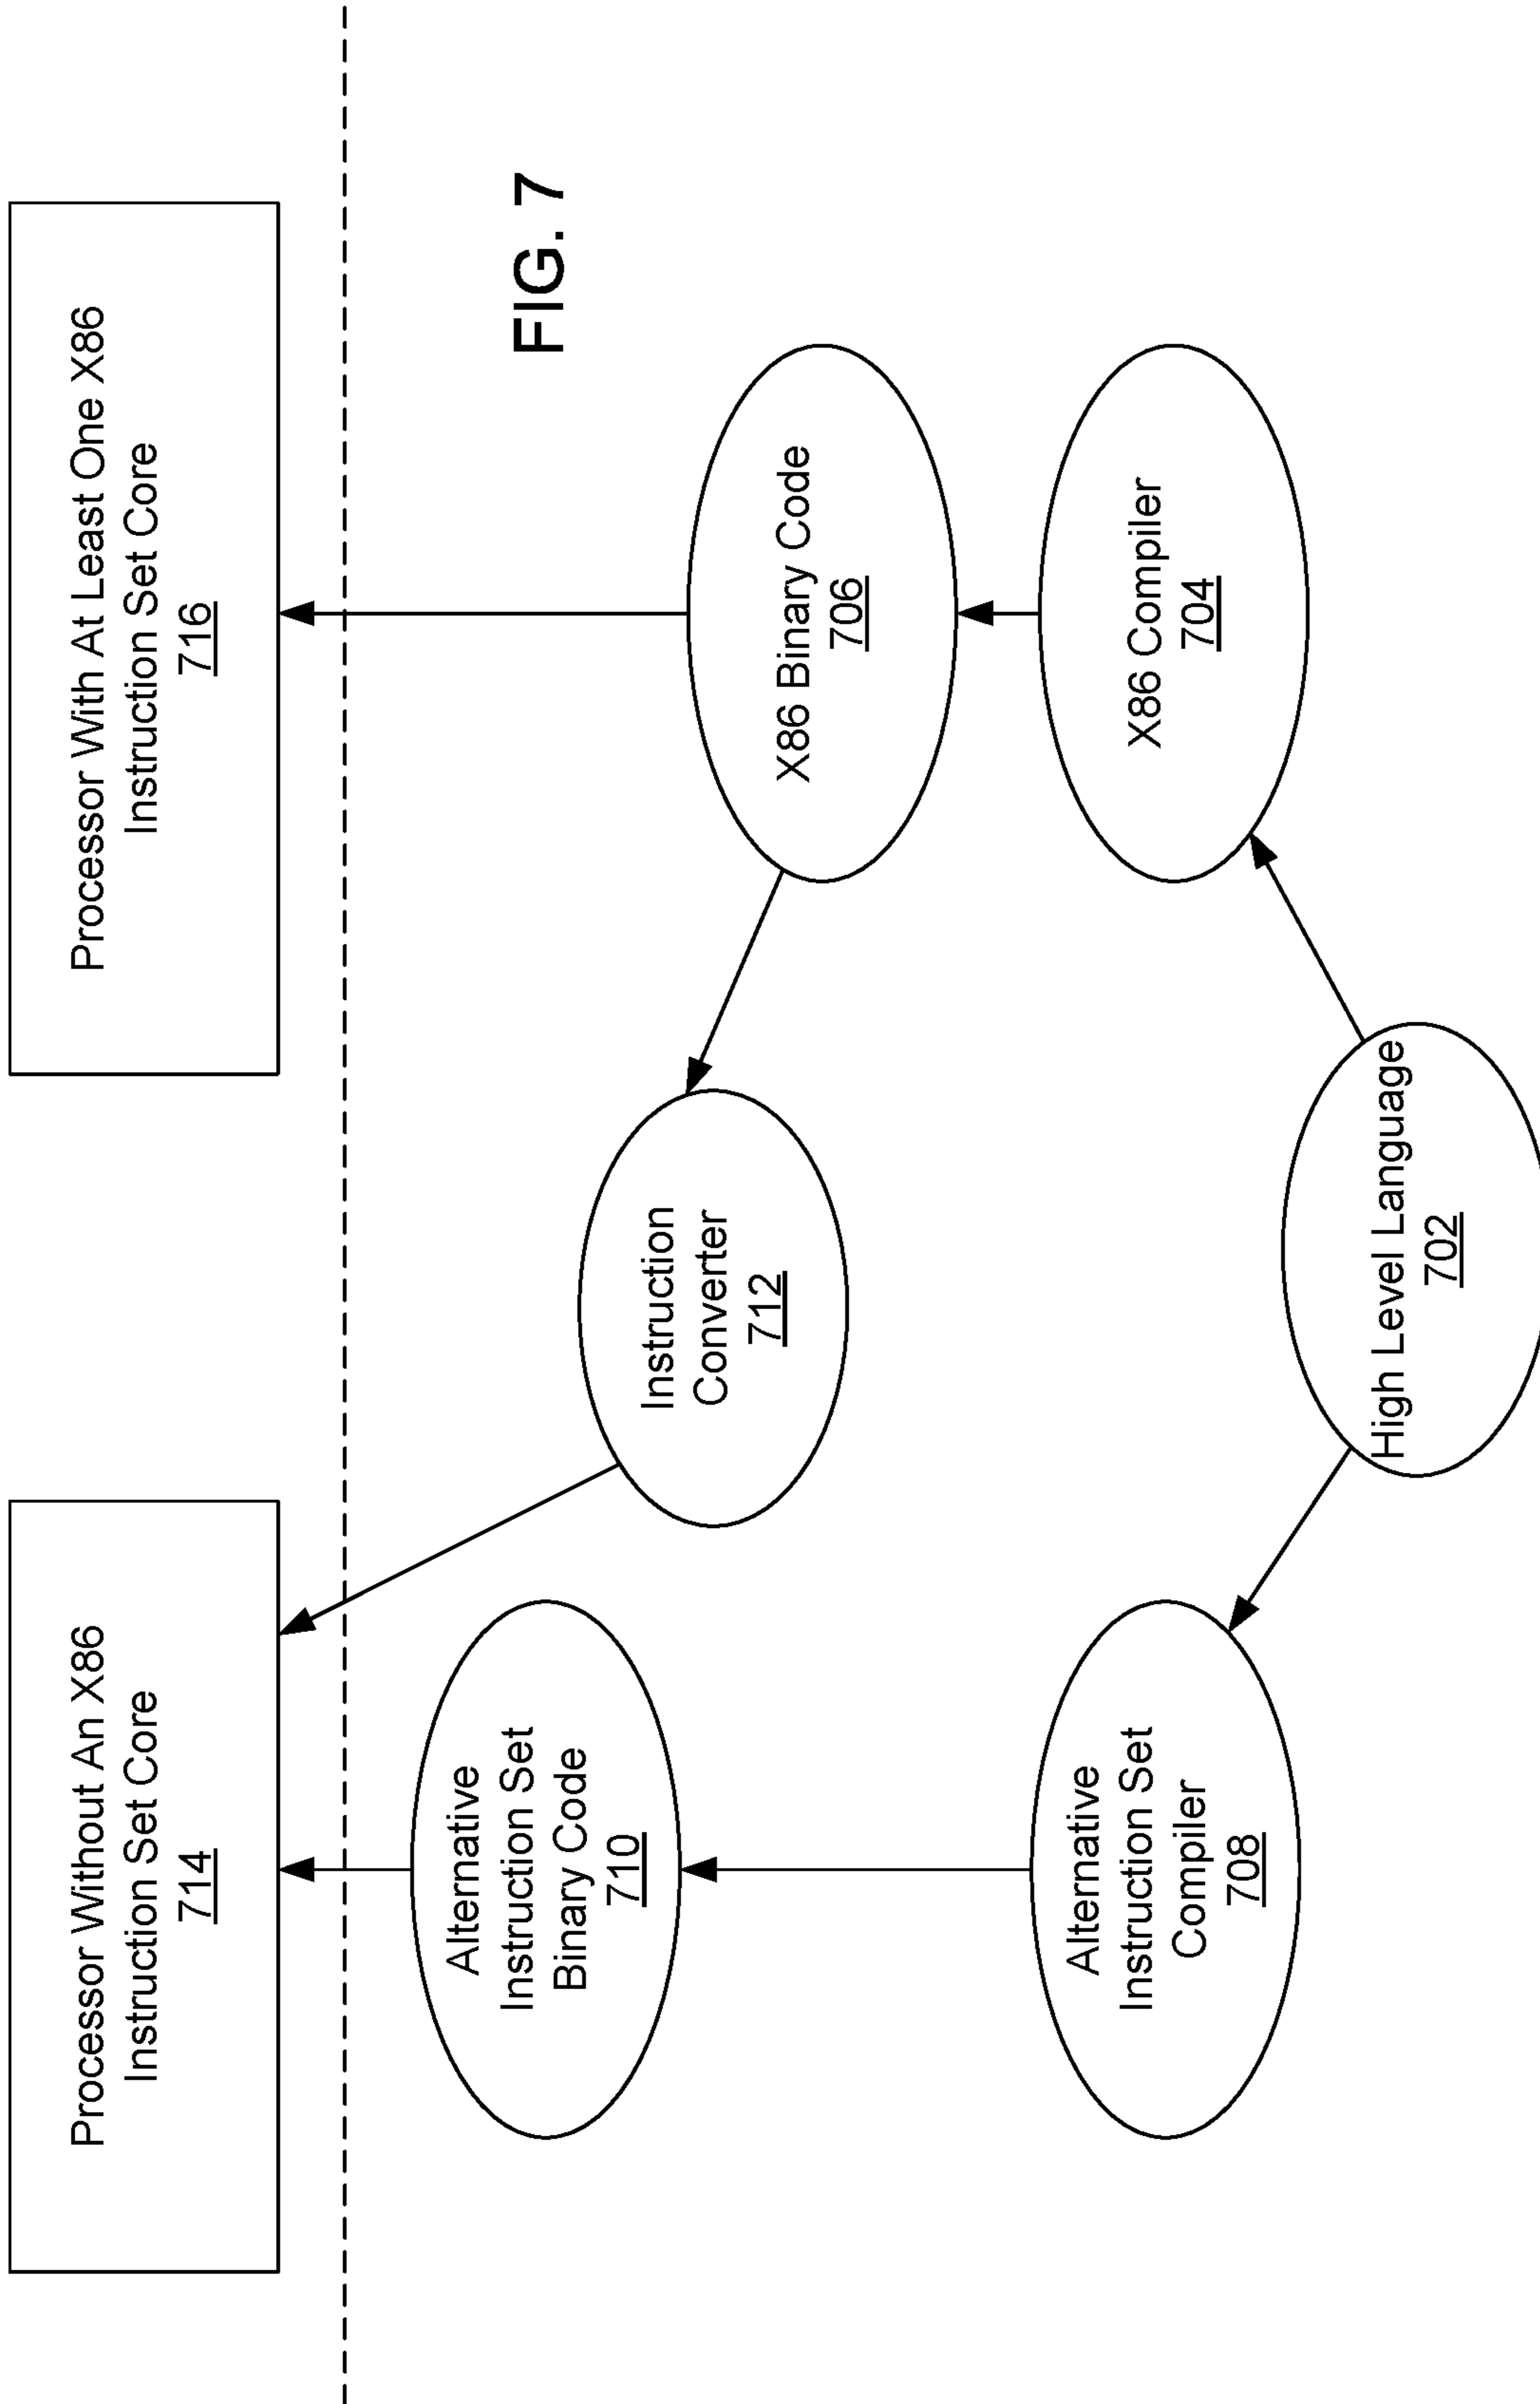 Processor Without An X86
Instruction Set Core
714
Processor With At Least One X86
Instruction Set Core
716
Alternative
Instruction Set
Binary Code
710
Instruction
Converter
712
X86 Binary Code
706
FIG. 7
Alternative
Instruction Set
Compiler
708
X86 Compiler
704
High Level Language
702